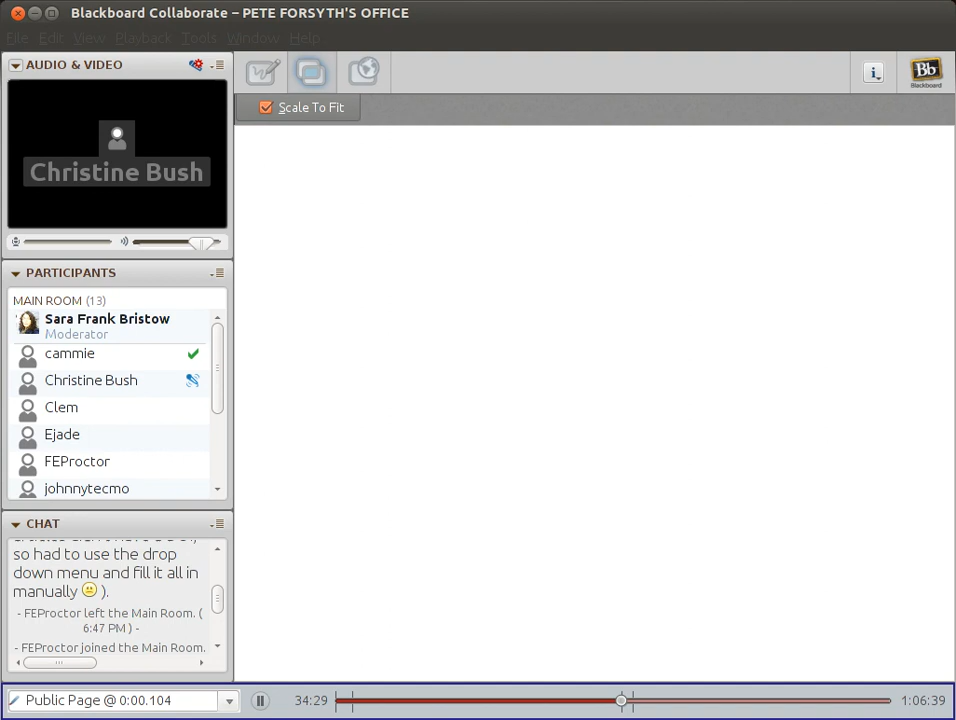 Blackboard Collaborate – PETE FORSYTH'S OFFICE
File Edit View Playback Tools Window Help
AUDIO & VIDEO
Christine Bush
PARTICIPANTS
MAIN ROOM (13)
Sara Frank Bristow
Moderator
cammie
Christine Bush
Clem
Ejade
FEProctor
johnnytecmo
CHAT
so had to use the drop
down menu and fill it all in
manually ).
- FEProctor left the Main Room. (
6:47 PM ) -
- FEProctor joined the Main Room.
Scale To Fit
i
Bb
Blackboard
Public Page @ 0:00.104
34:29
1:06:39